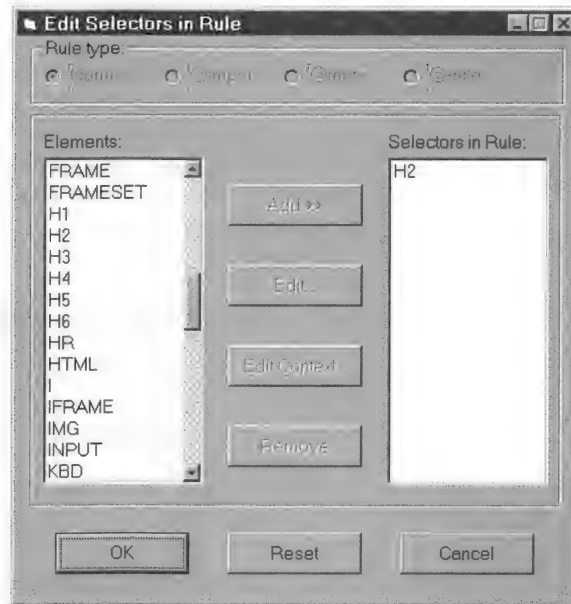 Edit Selectors in Rule
Rule type:
Elements:
FRAME
FRAMESET
H1
H2
H3
H4
H5
H6
HR
HTML
I
IFRAME
IMG
INPUT
KBD
Add >>
Edit...
Edit Context...
Remove
Selectors in Rule:
H2
OK
Reset
Cancel